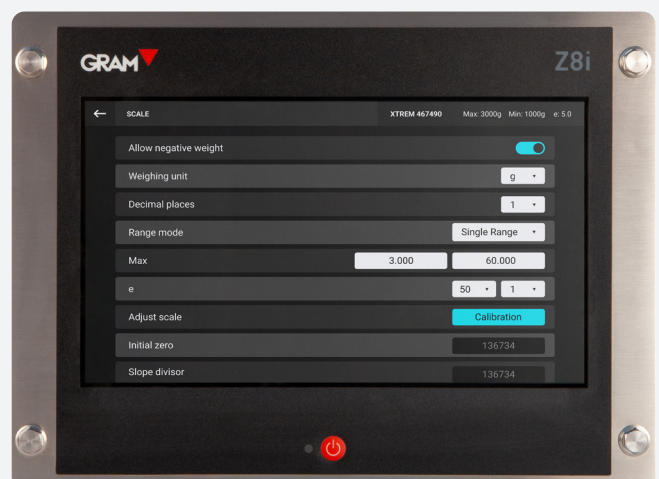 GRAM
Z8i
SCALE XTREM 467490 Max: 3000g Min: 1000g e: 5.0
Allow negative weight
Weighing unit g
Decimal places 1
Range mode Single Range
Max 3.000 60.000
e 50 1
Adjust scale Calibration
Initial zero 136734
Slope divisor 136734